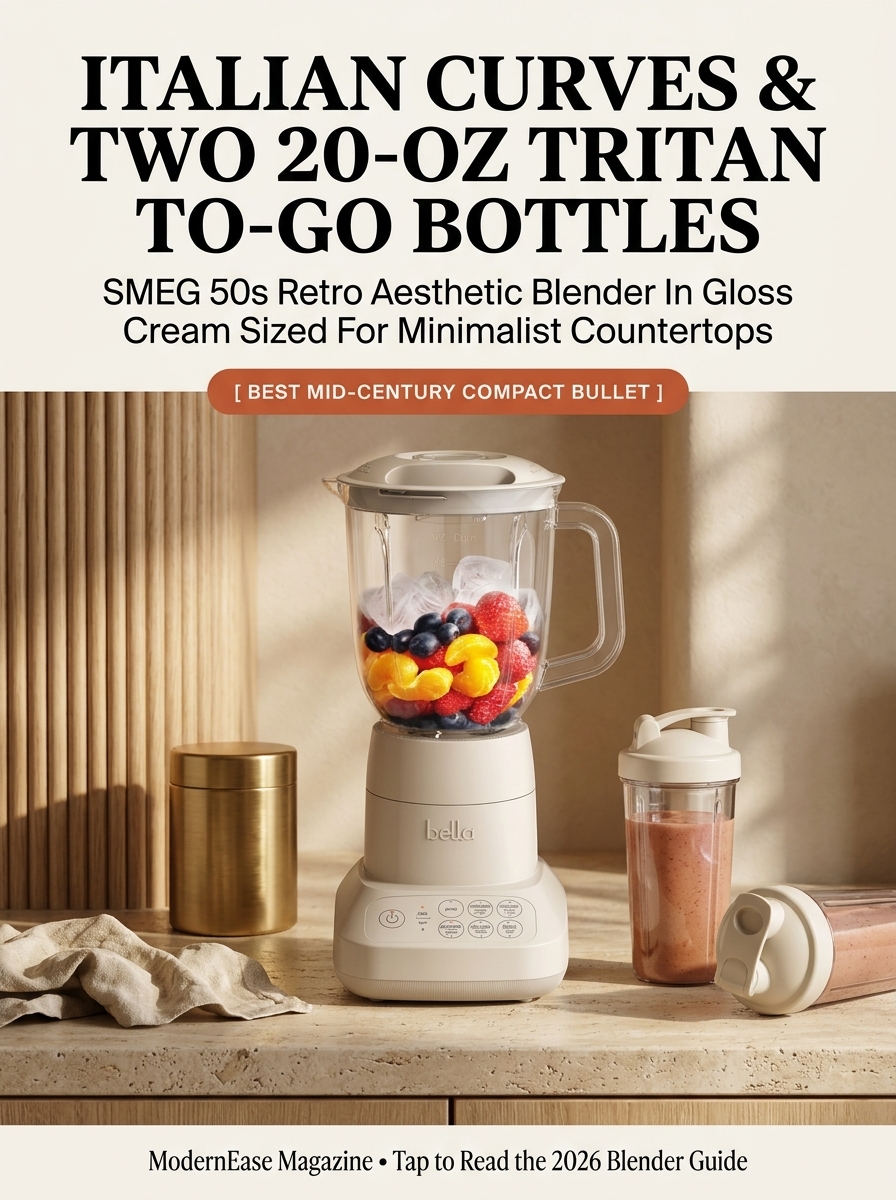 ITALIAN CURVES &
TWO 20-OZ TRITAN
TO-GO BOTTLES
SMEG 50s Retro Aesthetic Blender In Gloss
Cream Sized For Minimalist Countertops
[ BEST MID-CENTURY COMPACT BULLET ]
bella
ModernEase Magazine • Tap to Read the 2026 Blender Guide